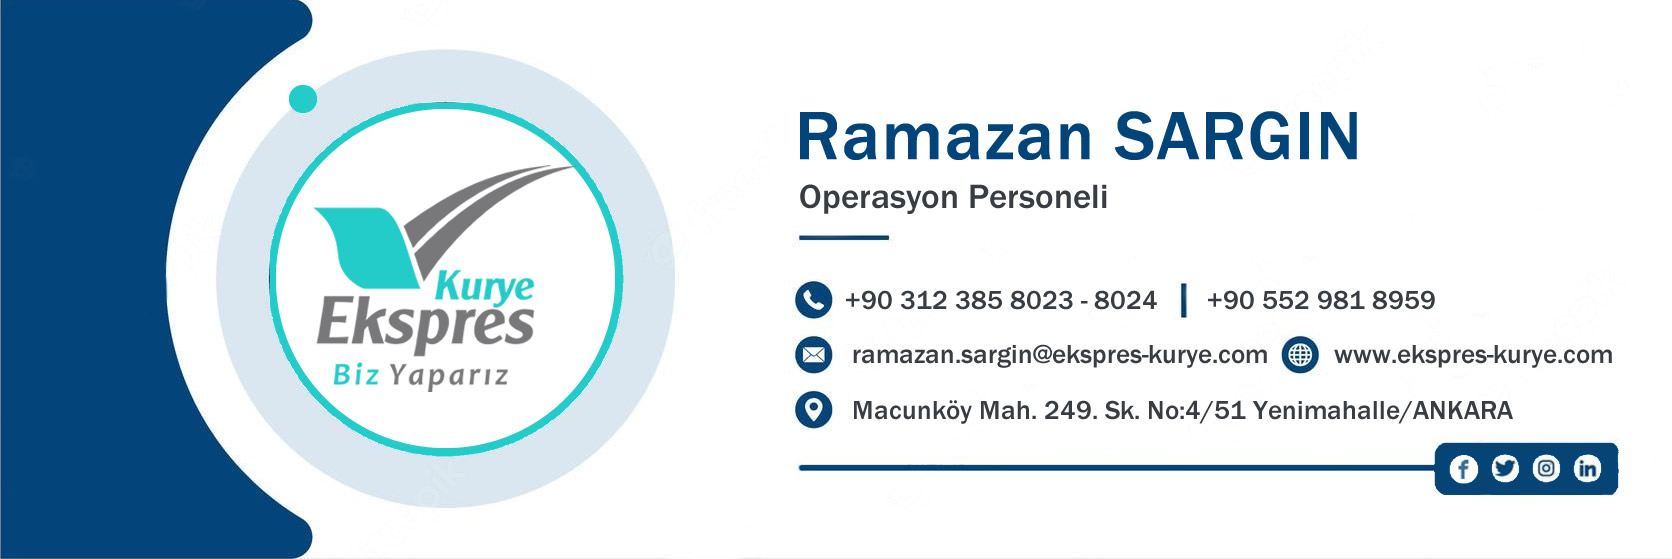 Kurye
Ekspres
Biz Yaparız
Ramazan SARGIN
Operasyon Personeli
+90 312 385 8023 - 8024 | +90 552 981 8959
ramazan.sargin@ekspres-kurye.com www.ekspres-kurye.com
Macunköy Mah. 249. Sk. No:4/51 Yenimahalle/ANKARA